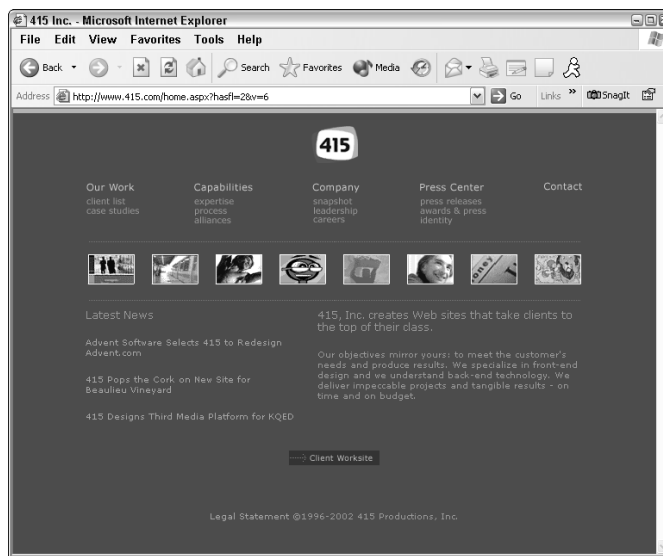 415 Inc. - Microsoft Internet Explorer
File Edit View Favorites Tools Help
Back Search Favorites Media
Address http://www.415.com/home.aspx?hasfl=2&v=6 Go Links » SnagIt
415
Our Work Capabilities Company Press Center Contact
client list expertise snapshot press releases
case studies process leadership awards & press
alliances careers identity
Latest News
Advent Software Selects 415 to Redesign
Advent.com
415 Pops the Cork on New Site for
Beaulieu Vineyard
415 Designs Third Media Platform for KQED
415, Inc. creates Web sites that take clients to
the top of their class.
Our objectives mirror yours: to meet the customer's
needs and produce results. We specialize in front-end
design and we understand back-end technology. We
deliver impeccable projects and tangible results - on
time and on budget.
Client Worksite
Legal Statement ©1996-2002 415 Productions, Inc.